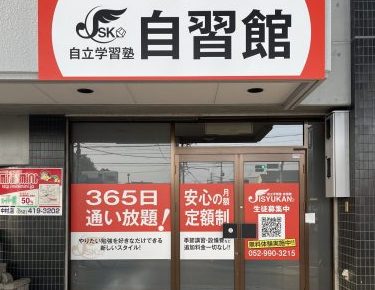 JSK
自立学習塾
自習館
365日
通い放題!
やりたい勉強を好きなだけできる
新しいスタイル!
安心の月額
定額制
季節講習・設備費等
追加料金一切なし!!
JISYUKAN
生徒募集中
無料体験実施中!
052-990-3215
50%
419-3202